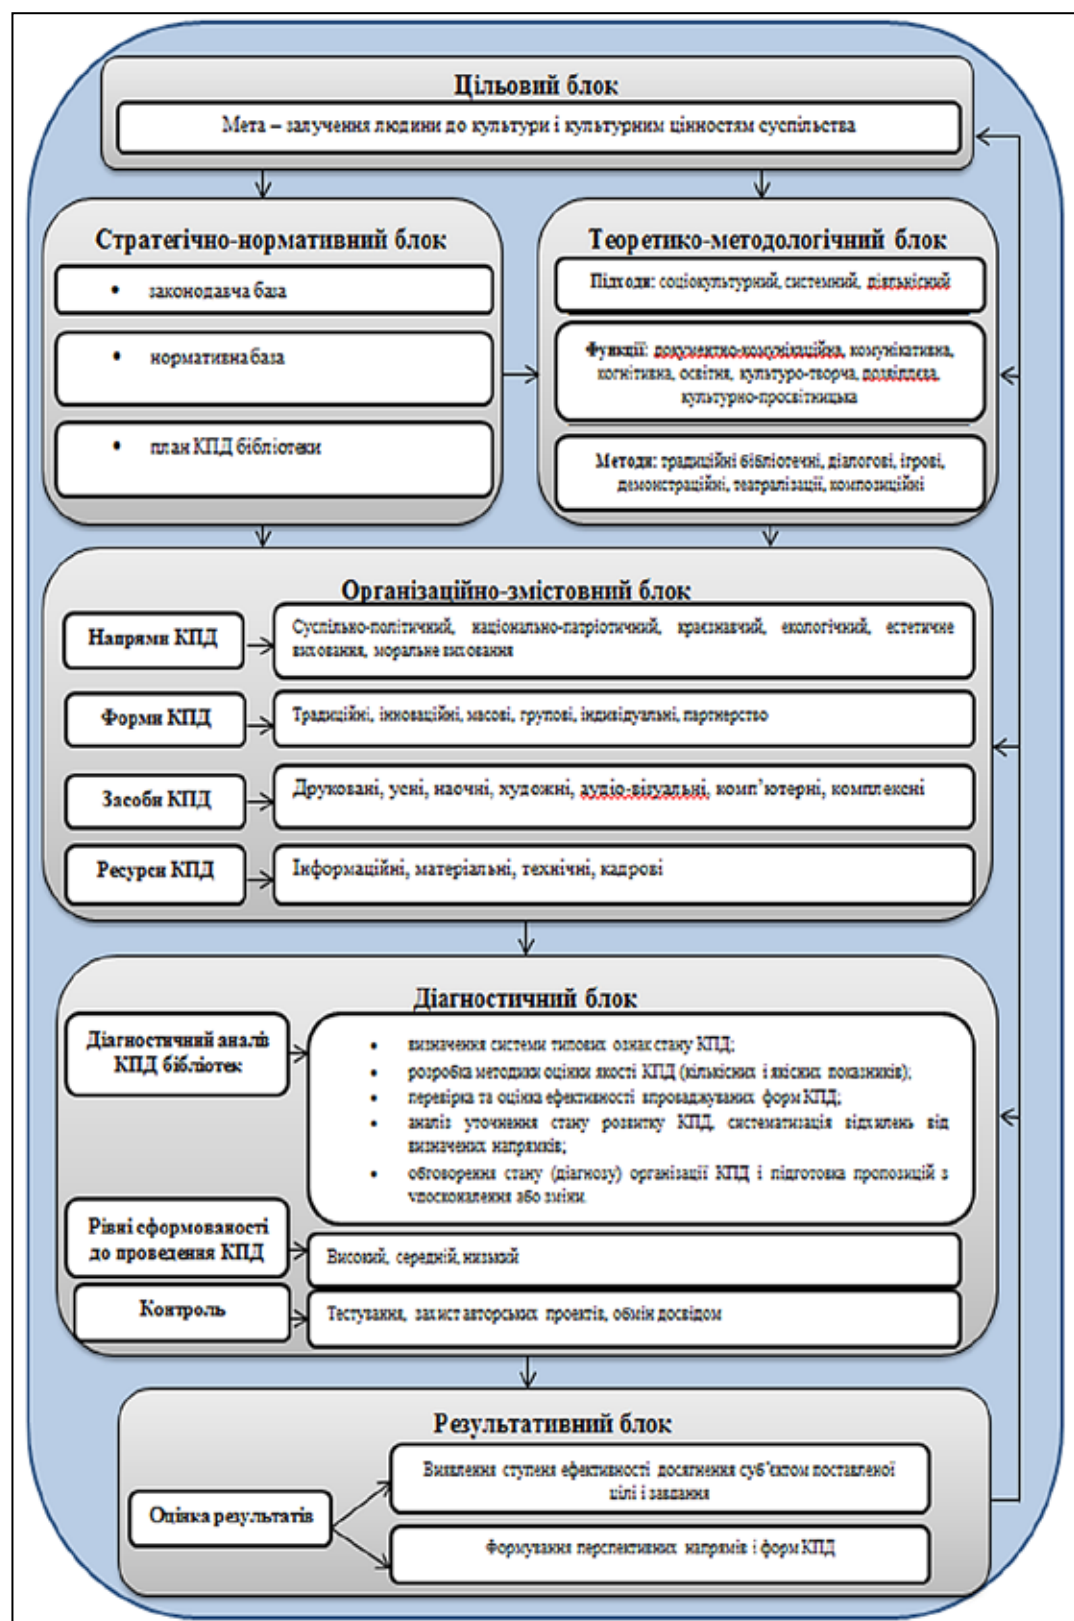 Цільовий блок
Мета – залучення людини до культури і культурним цінностям суспільства
Стратегічно-нормативний блок
• законодавча база
• нормативна база
• план КПД бібліотеки
Теоретико-методологічний блок
Підходи: соціокультурний, системний, діяльнісний
Функції: документно-комунікаційна, комунікативна,
когнітивна, освітня, культуро-творча, дозвіллєва,
культурно-просвітницька
Методи: традиційні бібліотечні, діалогові, ігрові,
демонстраційні, театралізації, композиційні
Організаційно-змістовний блок
Напрями КПД
Суспільно-політичний, національно-патріотичний, краєзнавчий, екологічний, естетичне
виховання, моральне виховання
Форми КПД
Традиційні, інноваційні, масові, групові, індивідуальні, партнерство
Засоби КПД
Друковані, усні, наочні, художні, аудіо-візуальні, комп’ютерні, комплексні
Ресурси КПД
Інформаційні, матеріальні, технічні, кадрові
Діагностичний блок
Діагностичний аналіз
КПД бібліотек
• визначення системи типових ознак стану КПД;
• розробка методики оцінки якості КПД (кількісних і якісних показників);
• перевірка та оцінка ефективності впроваджуваних форм КПД;
• аналіз уточнення стану розвитку КПД, систематизація відхилень від
визначених напрямків;
• обговорення стану (діагнозу) організації КПД і підготовка пропозицій з
удосконалення або зміни.
Рівні сформованості
до проведення КПД
Високий, середній, низький
Контроль
Тестування, захист авторських проектів, обмін досвідом
Результативний блок
Оцінка результатів
Виявлення ступеня ефективності досягнення суб’єктом поставленої
цілі і завдання
Формування перспективних напрямів і форм КПД